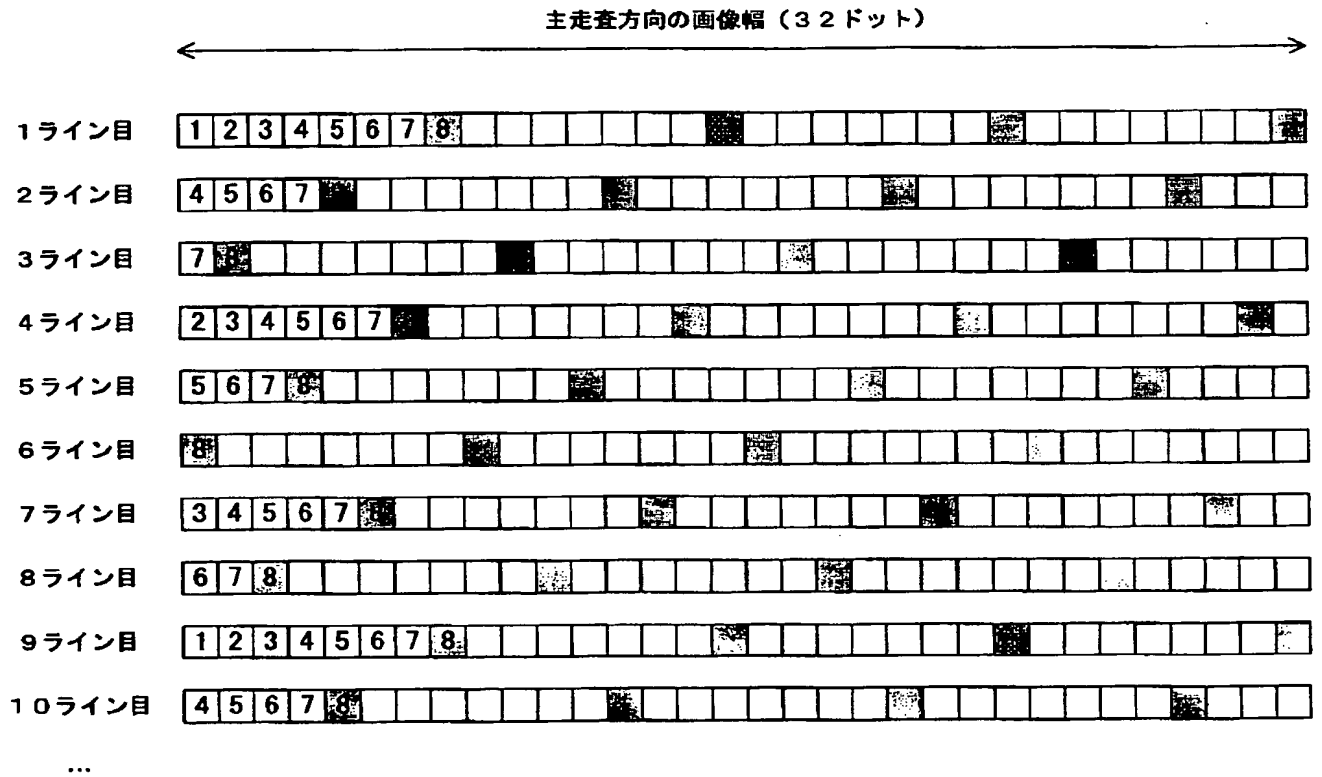 主走査方向の画像幅（３２ドット）
１ライン目 1 2 3 4 5 6 7 8
２ライン目 4 5 6 7
３ライン目 7 8
４ライン目 2 3 4 5 6 7
５ライン目 5 6 7 8
６ライン目 8
７ライン目 3 4 5 6 7 8
８ライン目 6 7 8
９ライン目 1 2 3 4 5 6 7 8
１０ライン目 4 5 6 7 8
...